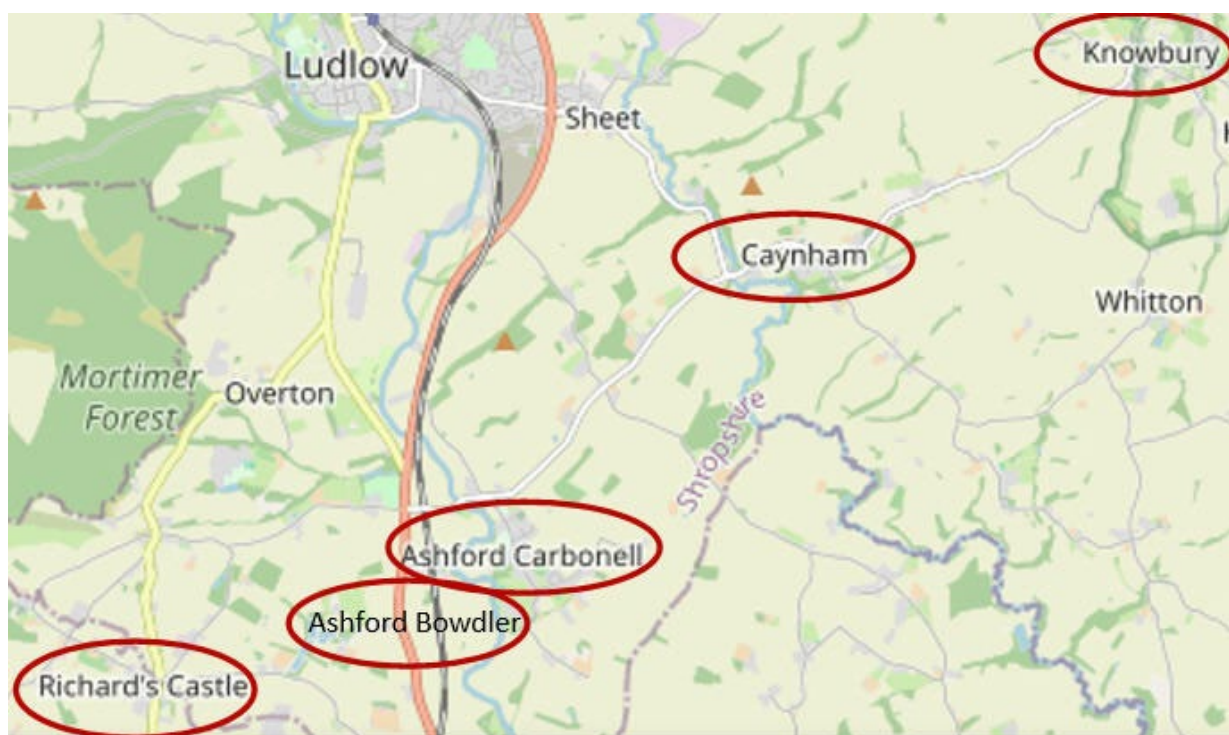 Knowbury
Ludlow
Sheet
Caynham
Whitton
Mortimer
Forest
Overton
Shropshire
Ashford Carbonell
Ashford Bowdler
Richard's Castle